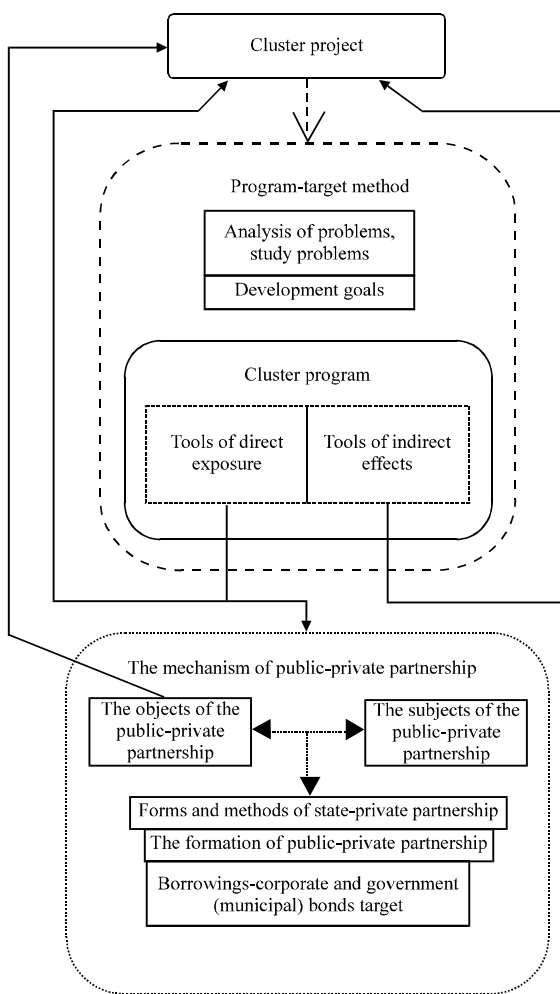 Cluster project
Program-target method
Analysis of problems,
study problems
Development goals
Cluster program
Tools of direct
exposure
Tools of indirect
effects
The mechanism of public-private partnership
The objects of the
public-private
partnership
The subjects of the
public-private
partnership
Forms and methods of state-private partnership
The formation of public-private partnership
Borrowings-corporate and government
(municipal) bonds target